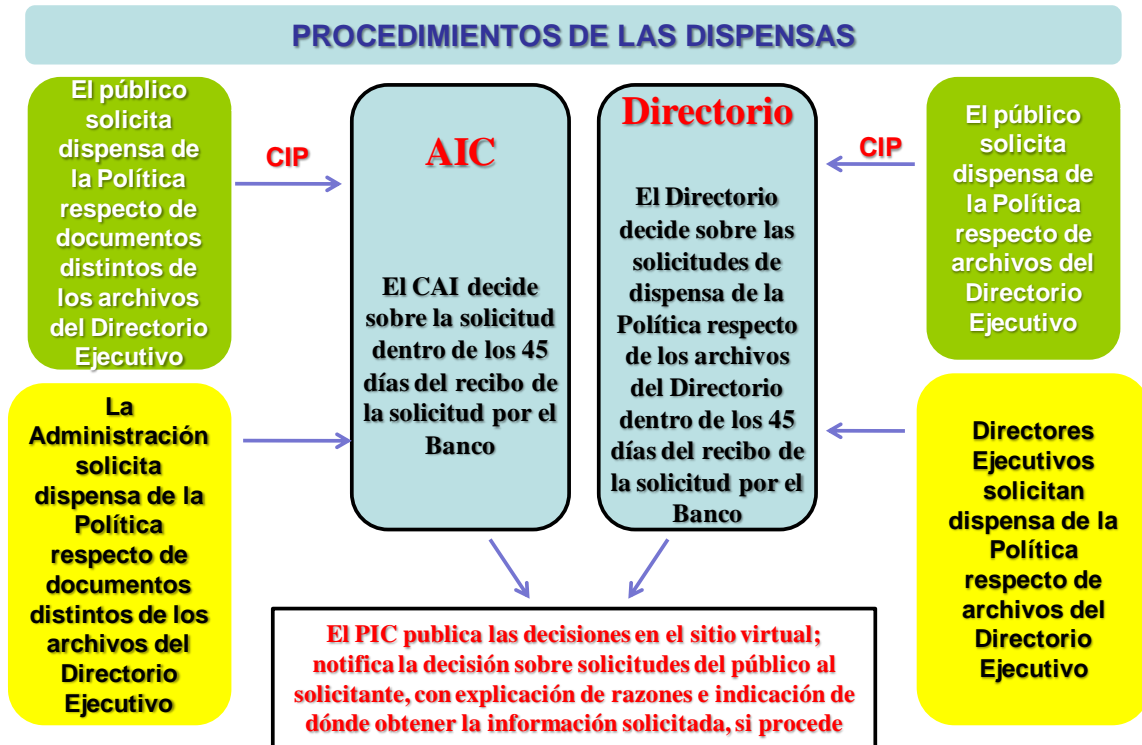 PROCEDIMIENTOS DE LAS DISPENSAS
El público
solicita
dispensa de
la Política
respecto de
documentos
distintos de
los archivos
del Directorio
Ejecutivo
CIP
AIC
El CAI decide
sobre la solicitud
dentro de los 45
días del recibo de
la solicitud por el
Banco
Directorio
El Directorio
decide sobre las
solicitudes de
dispensa de la
Política respecto
de los archivos
del Directorio
dentro de los 45
días del recibo de
la solicitud por el
Banco
CIP
El público
solicita
dispensa de
la Política
respecto de
archivos del
Directorio
Ejecutivo
La
Administración
solicita
dispensa de la
Política
respecto de
documentos
distintos de los
archivos del
Directorio
Ejecutivo
Directores
Ejecutivos
solicitan
dispensa de la
Política
respecto de
archivos del
Directorio
Ejecutivo
El PIC publica las decisiones en el sitio virtual;
notifica la decisión sobre solicitudes del público al
solicitante, con explicación de razones e indicación de
dónde obtener la información solicitada, si procede